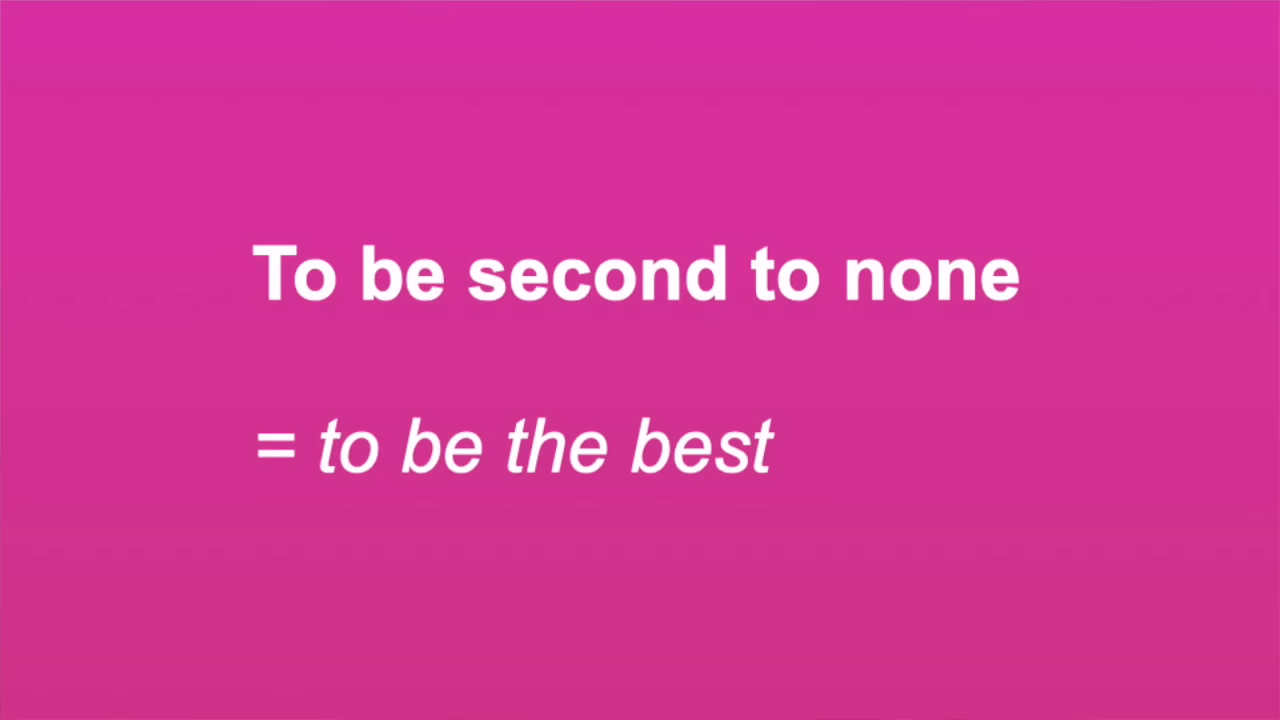 To be second to none
= to be the best